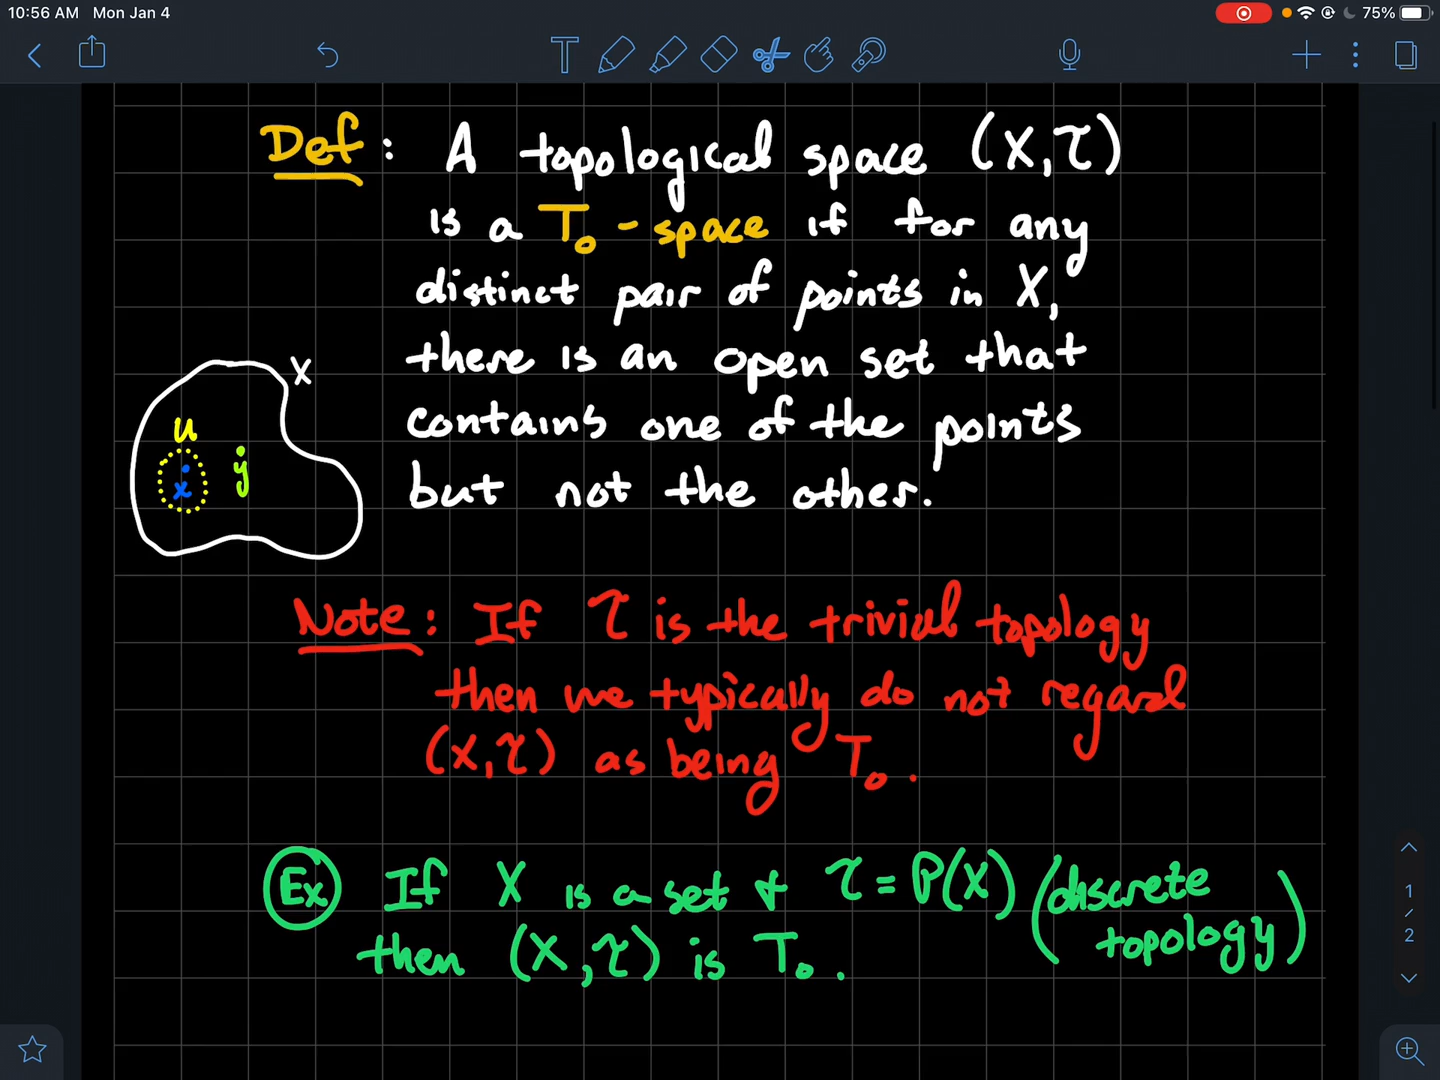 10:56 AM Mon Jan 4
75%
Def: A topological space (X,τ)
is a T₀-space if for any
distinct pair of points in X,
there is an open set that
contains one of the points
but not the other.
X
U
x
y
Note: If τ is the trivial topology
then we typically do not regard
(X,τ) as being T₀.
Ex If X is a set & τ = P(X) (discrete topology)
then (X,τ) is T₀.
1
/
2